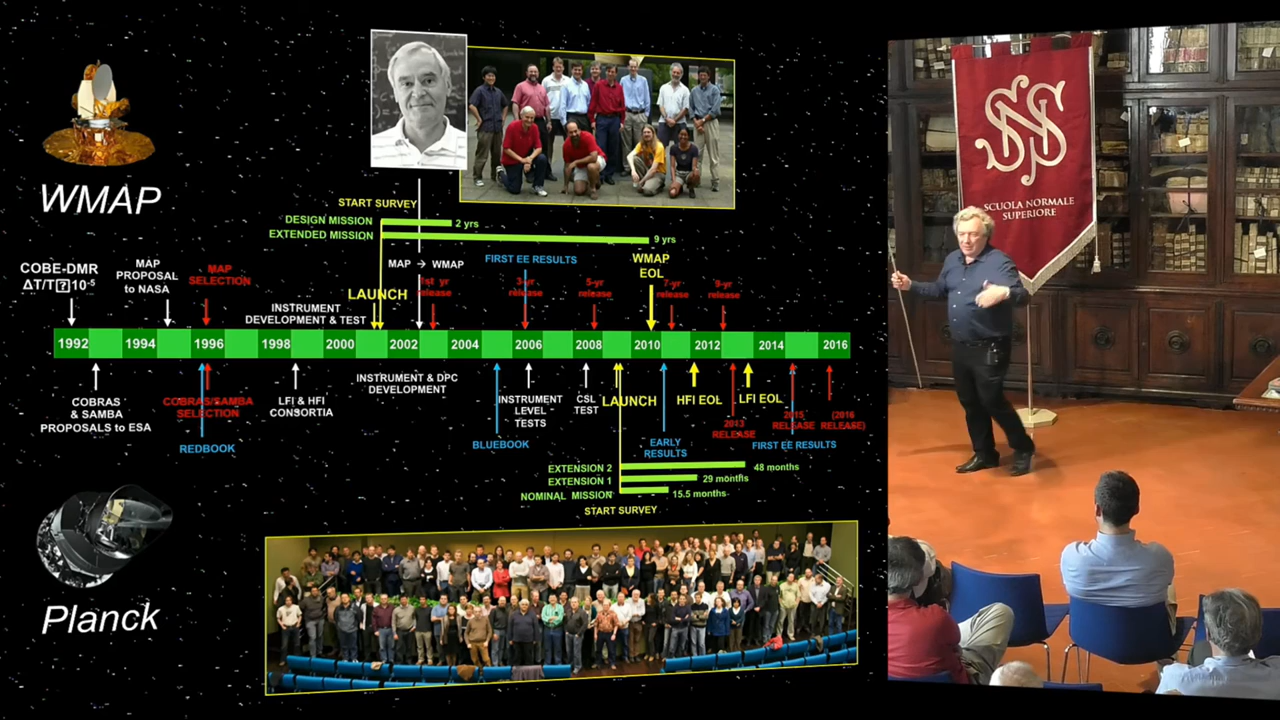 WMAP
START SURVEY
DESIGN MISSION
2 yrs
EXTENDED MISSION
9 yrs
COBE-DMR
ΔT/T 10-5
MAP
PROPOSAL
to NASA
MAP
SELECTION
INSTRUMENT
DEVELOPMENT & TEST
LAUNCH
MAP → WMAP
1st yr
release
FIRST EE RESULTS
3-yr
release
5-yr
release
WMAP
EOL
7-yr
release
9-yr
release
1992 1994 1996 1998 2000 2002 2004 2006 2008 2010 2012 2014 2016
COBRAS
& SAMBA
PROPOSALS to ESA
COBRAS/SAMBA
SELECTION
REDBOOK
LFI & HFI
CONSORTIA
INSTRUMENT & DPC
DEVELOPMENT
BLUEBOOK
INSTRUMENT
LEVEL
TESTS
CSL
TEST
LAUNCH
EARLY
RESULTS
HFI EOL
2013
RELEASE
LFI EOL
2015
RELEASE
FIRST EE RESULTS
(2016
RELEASE)
EXTENSION 2
48 months
EXTENSION 1
29 months
NOMINAL MISSION
15.5 months
START SURVEY
Planck
SNS
SCUOLA NORMALE
SUPERIORE